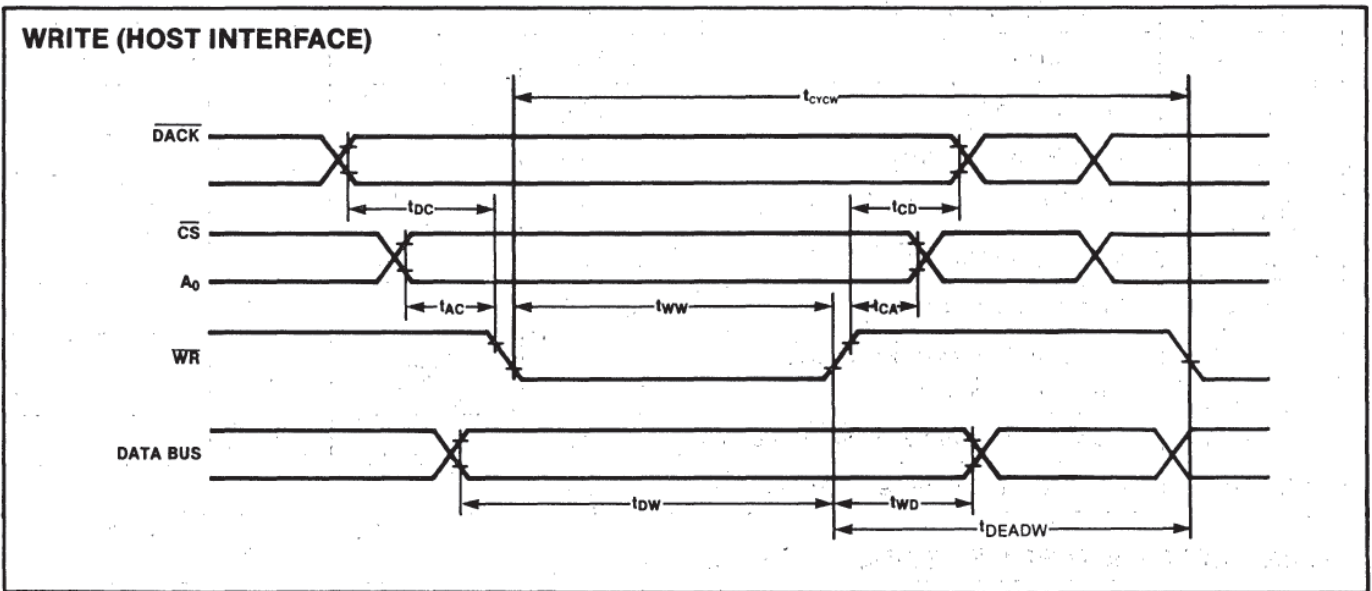 WRITE (HOST INTERFACE)
tCYCW
DACK
tDC
tCD
CS
A0
tAC
tWW
tCA
WR
DATA BUS
tDW
tWD
tDEADW